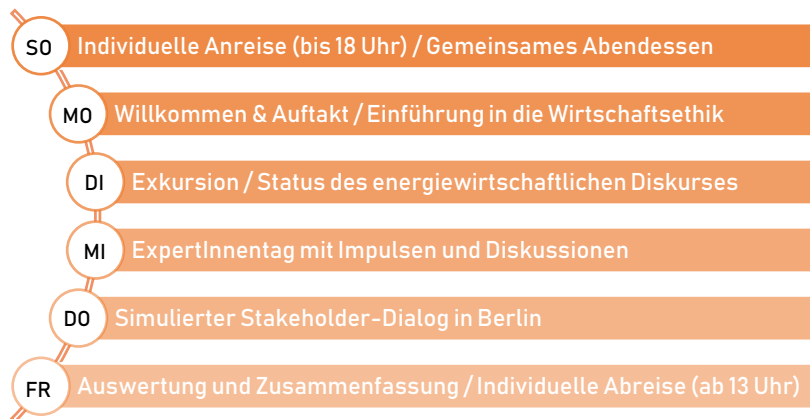 SO Individuelle Anreise (bis 18 Uhr) / Gemeinsames Abendessen
MO Willkommen & Auftakt / Einführung in die Wirtschaftsethik
DI Exkursion / Status des energiewirtschaftlichen Diskurses
MI ExpertInnentag mit Impulsen und Diskussionen
DO Simulierter Stakeholder-Dialog in Berlin
FR Auswertung und Zusammenfassung / Individuelle Abreise (ab 13 Uhr)